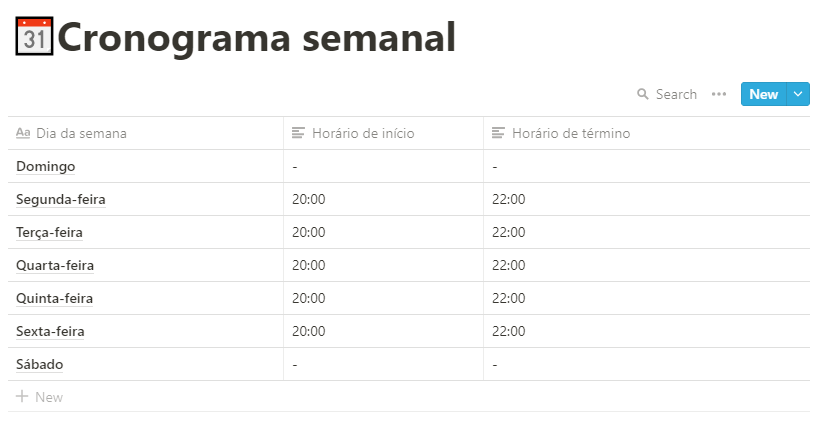 31 Cronograma semanal
Search ••• New
Aa Dia da semana Horário de início Horário de término
Domingo - -
Segunda-feira 20:00 22:00
Terça-feira 20:00 22:00
Quarta-feira 20:00 22:00
Quinta-feira 20:00 22:00
Sexta-feira 20:00 22:00
Sábado - -
+ New